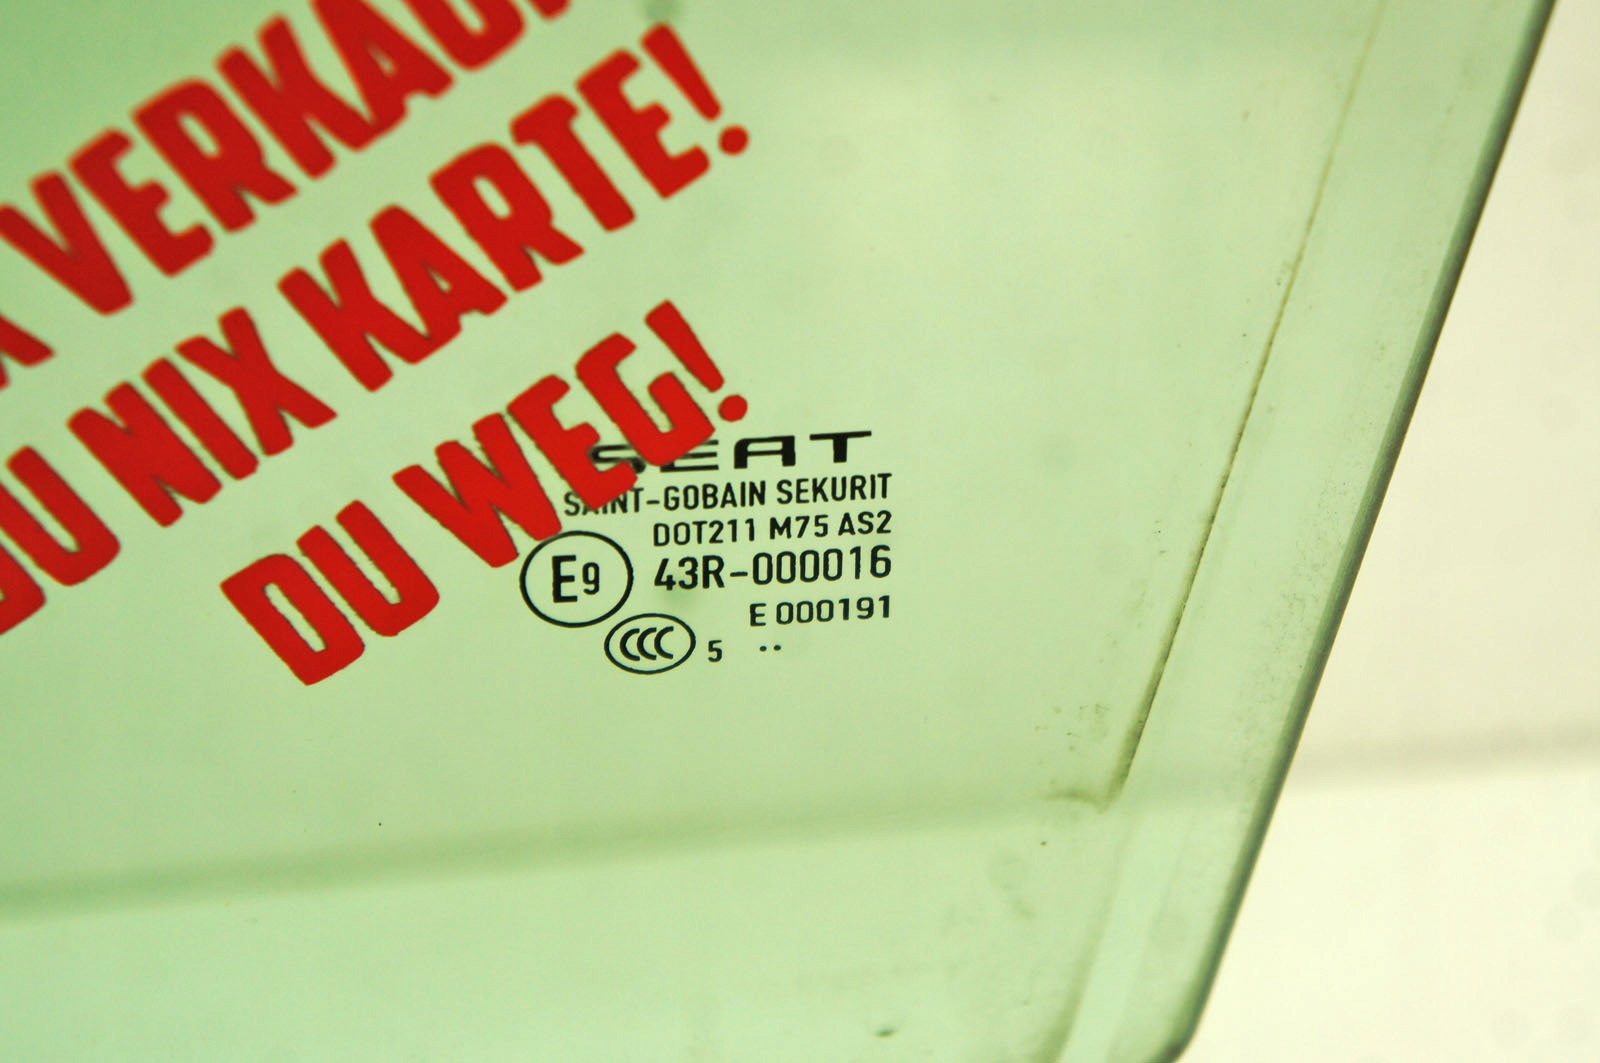 VERKAU
DU NIX KARTE!
DU WEG!
SEAT
SAINT-GOBAIN SEKURIT
DOT211 M75 AS2
E9 43R-000016
E 000191
CCC 5 ··